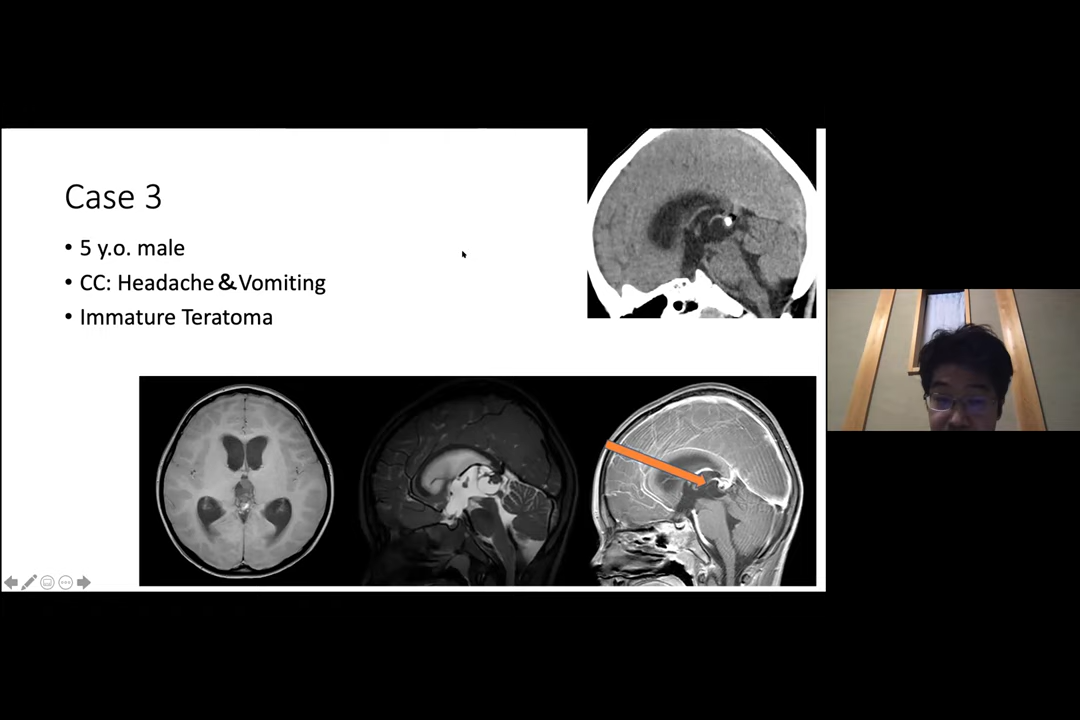 Case 3
• 5 y.o. male
• CC: Headache & Vomiting
• Immature Teratoma